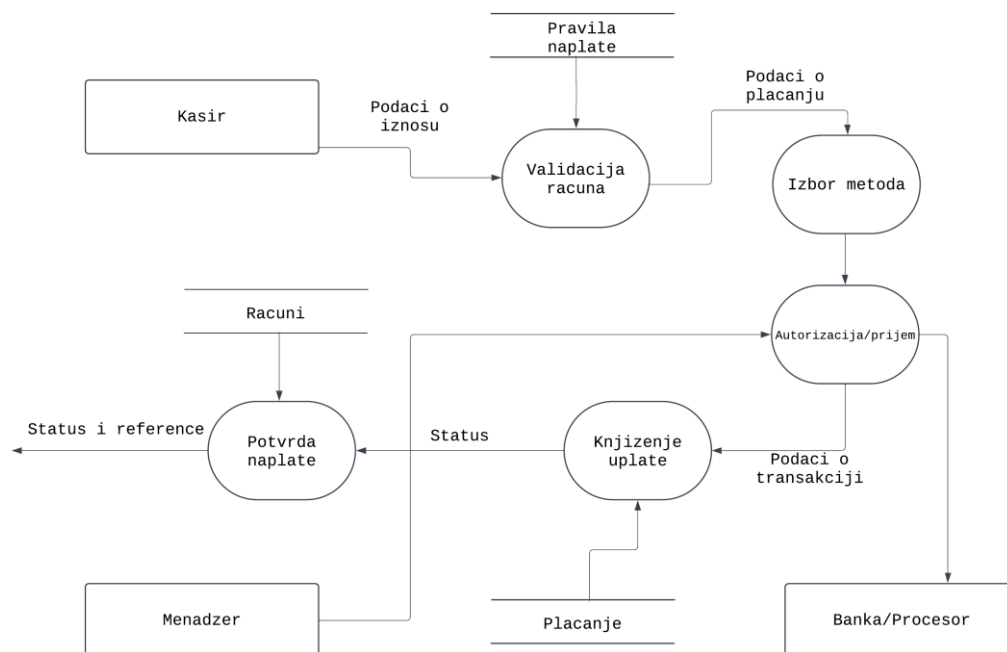 Pravila
naplate
Kasir
Podaci o
iznosu
Validacija
racuna
Podaci o
placanju
Izbor metoda
Racuni
Autorizacija/prijem
Status i reference
Potvrda
naplate
Status
Knjizenje
uplate
Podaci o
transakciji
Menadzer
Placanje
Banka/Procesor